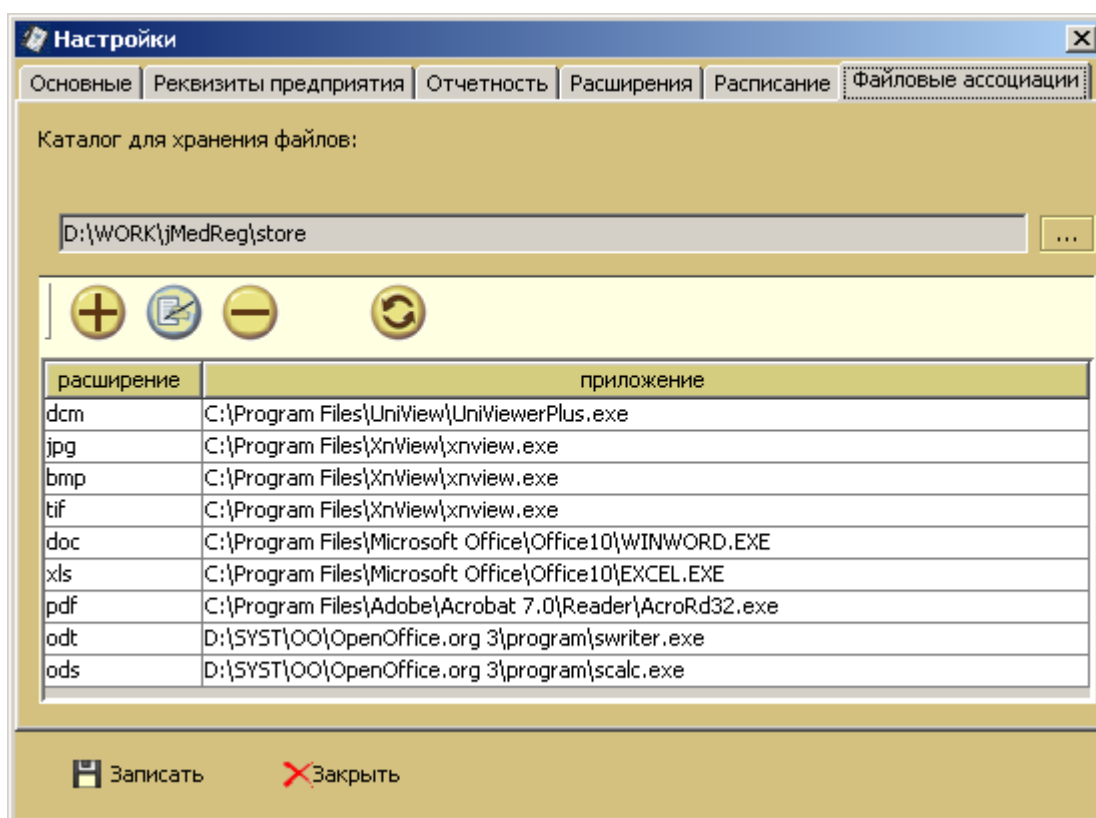 Настройки
Основные Реквизиты предприятия Отчетность Расширения Расписание Файловые ассоциации
Каталог для хранения файлов:
D:\WORK\jMedReg\store ...
расширение приложение
dcm C:\Program Files\UniView\UniViewerPlus.exe
jpg C:\Program Files\XnView\xnview.exe
bmp C:\Program Files\XnView\xnview.exe
tif C:\Program Files\XnView\xnview.exe
doc C:\Program Files\Microsoft Office\Office10\WINWORD.EXE
xls C:\Program Files\Microsoft Office\Office10\EXCEL.EXE
pdf C:\Program Files\Adobe\Acrobat 7.0\Reader\AcroRd32.exe
odt D:\SYST\OO\OpenOffice.org 3\program\swriter.exe
ods D:\SYST\OO\OpenOffice.org 3\program\scalc.exe
Записать Закрыть